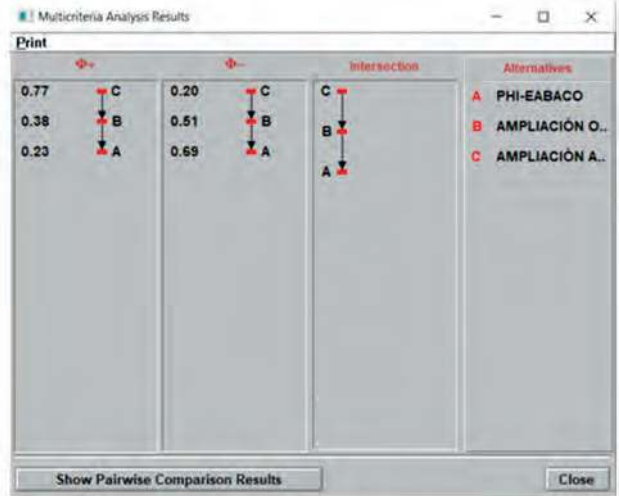 Multicriteria Analysis Results
Print
Φ+
Φ-
Intersection
Alternatives
0.77 C
0.38 B
0.23 A
0.20 C
0.51 B
0.69 A
C
B
A
A PHI-EABACO
B AMPLIACIÓN O..
C AMPLIACIÓN A..
Show Pairwise Comparison Results
Close